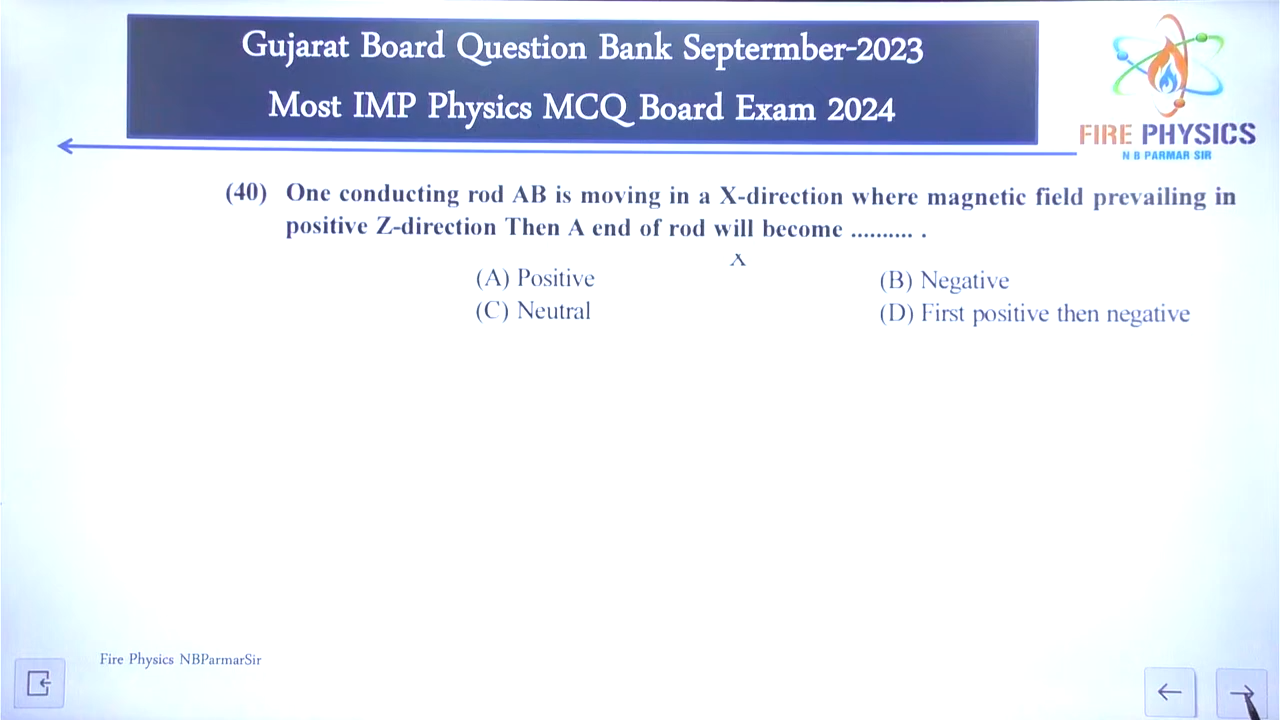 Gujarat Board Question Bank Septermber-2023
Most IMP Physics MCQ Board Exam 2024
FIRE PHYSICS
N B PARMAR SIR
(40) One conducting rod AB is moving in a X-direction where magnetic field prevailing in
positive Z-direction Then A end of rod will become .......... .
X
(A) Positive (B) Negative
(C) Neutral (D) First positive then negative
Fire Physics NBParmarSir